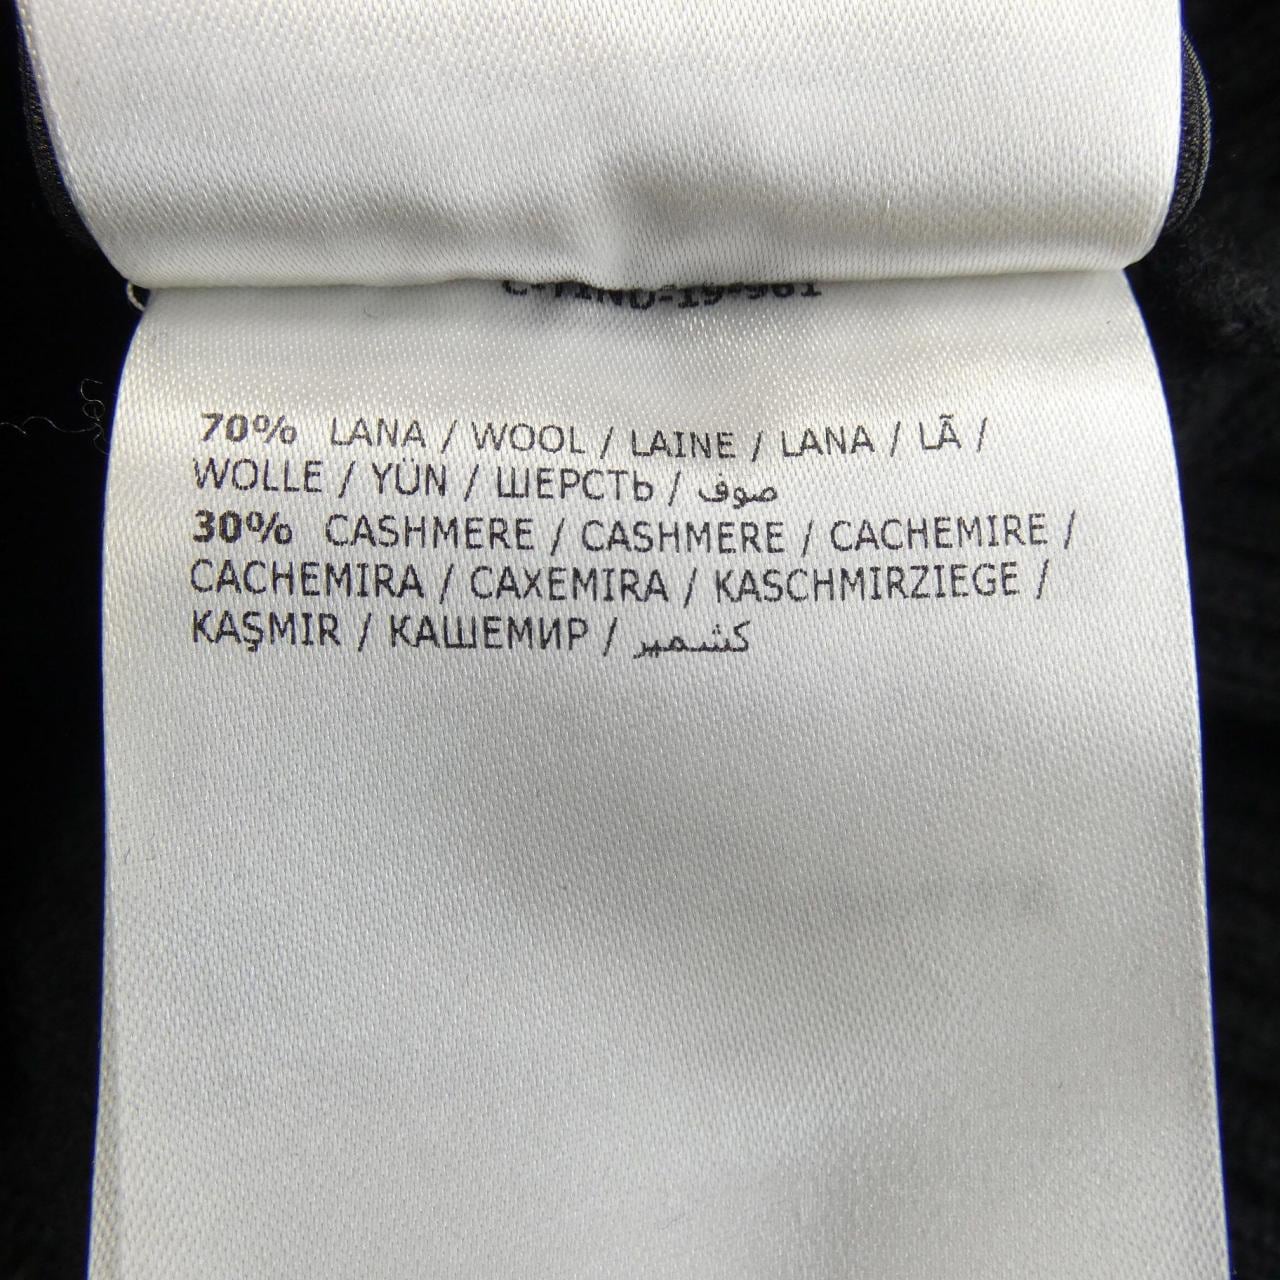 70% LANA / WOOL / LAINE / LANA / LÃ /
WOLLE / YÜN / ШЕРСТЬ / صوف
30% CASHMERE / CASHMERE / CACHEMIRE /
CACHEMIRA / CAXEMIRA / KASCHMIRZIEGE /
KAŞMIR / КАШЕМИР / كشمير